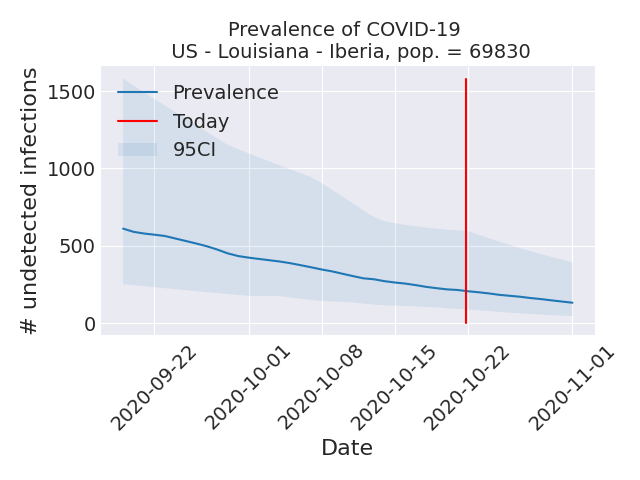 Prevalence of COVID-19
US - Louisiana - Iberia, pop. = 69830
# undetected infections
1500
1000
500
0
Prevalence
Today
95CI
2020-09-22
2020-10-01
2020-10-08
2020-10-15
2020-10-22
2020-11-01
Date